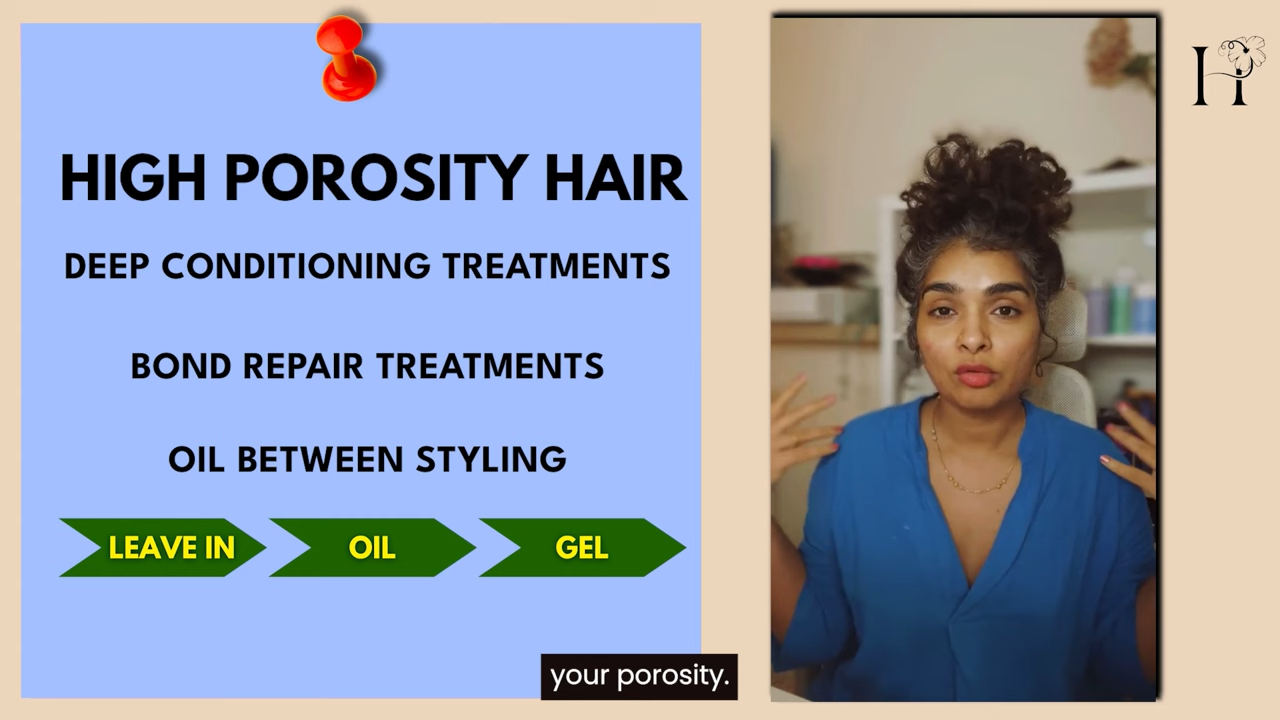 HIGH POROSITY HAIR
DEEP CONDITIONING TREATMENTS
BOND REPAIR TREATMENTS
OIL BETWEEN STYLING
LEAVE IN OIL GEL
your porosity.
H